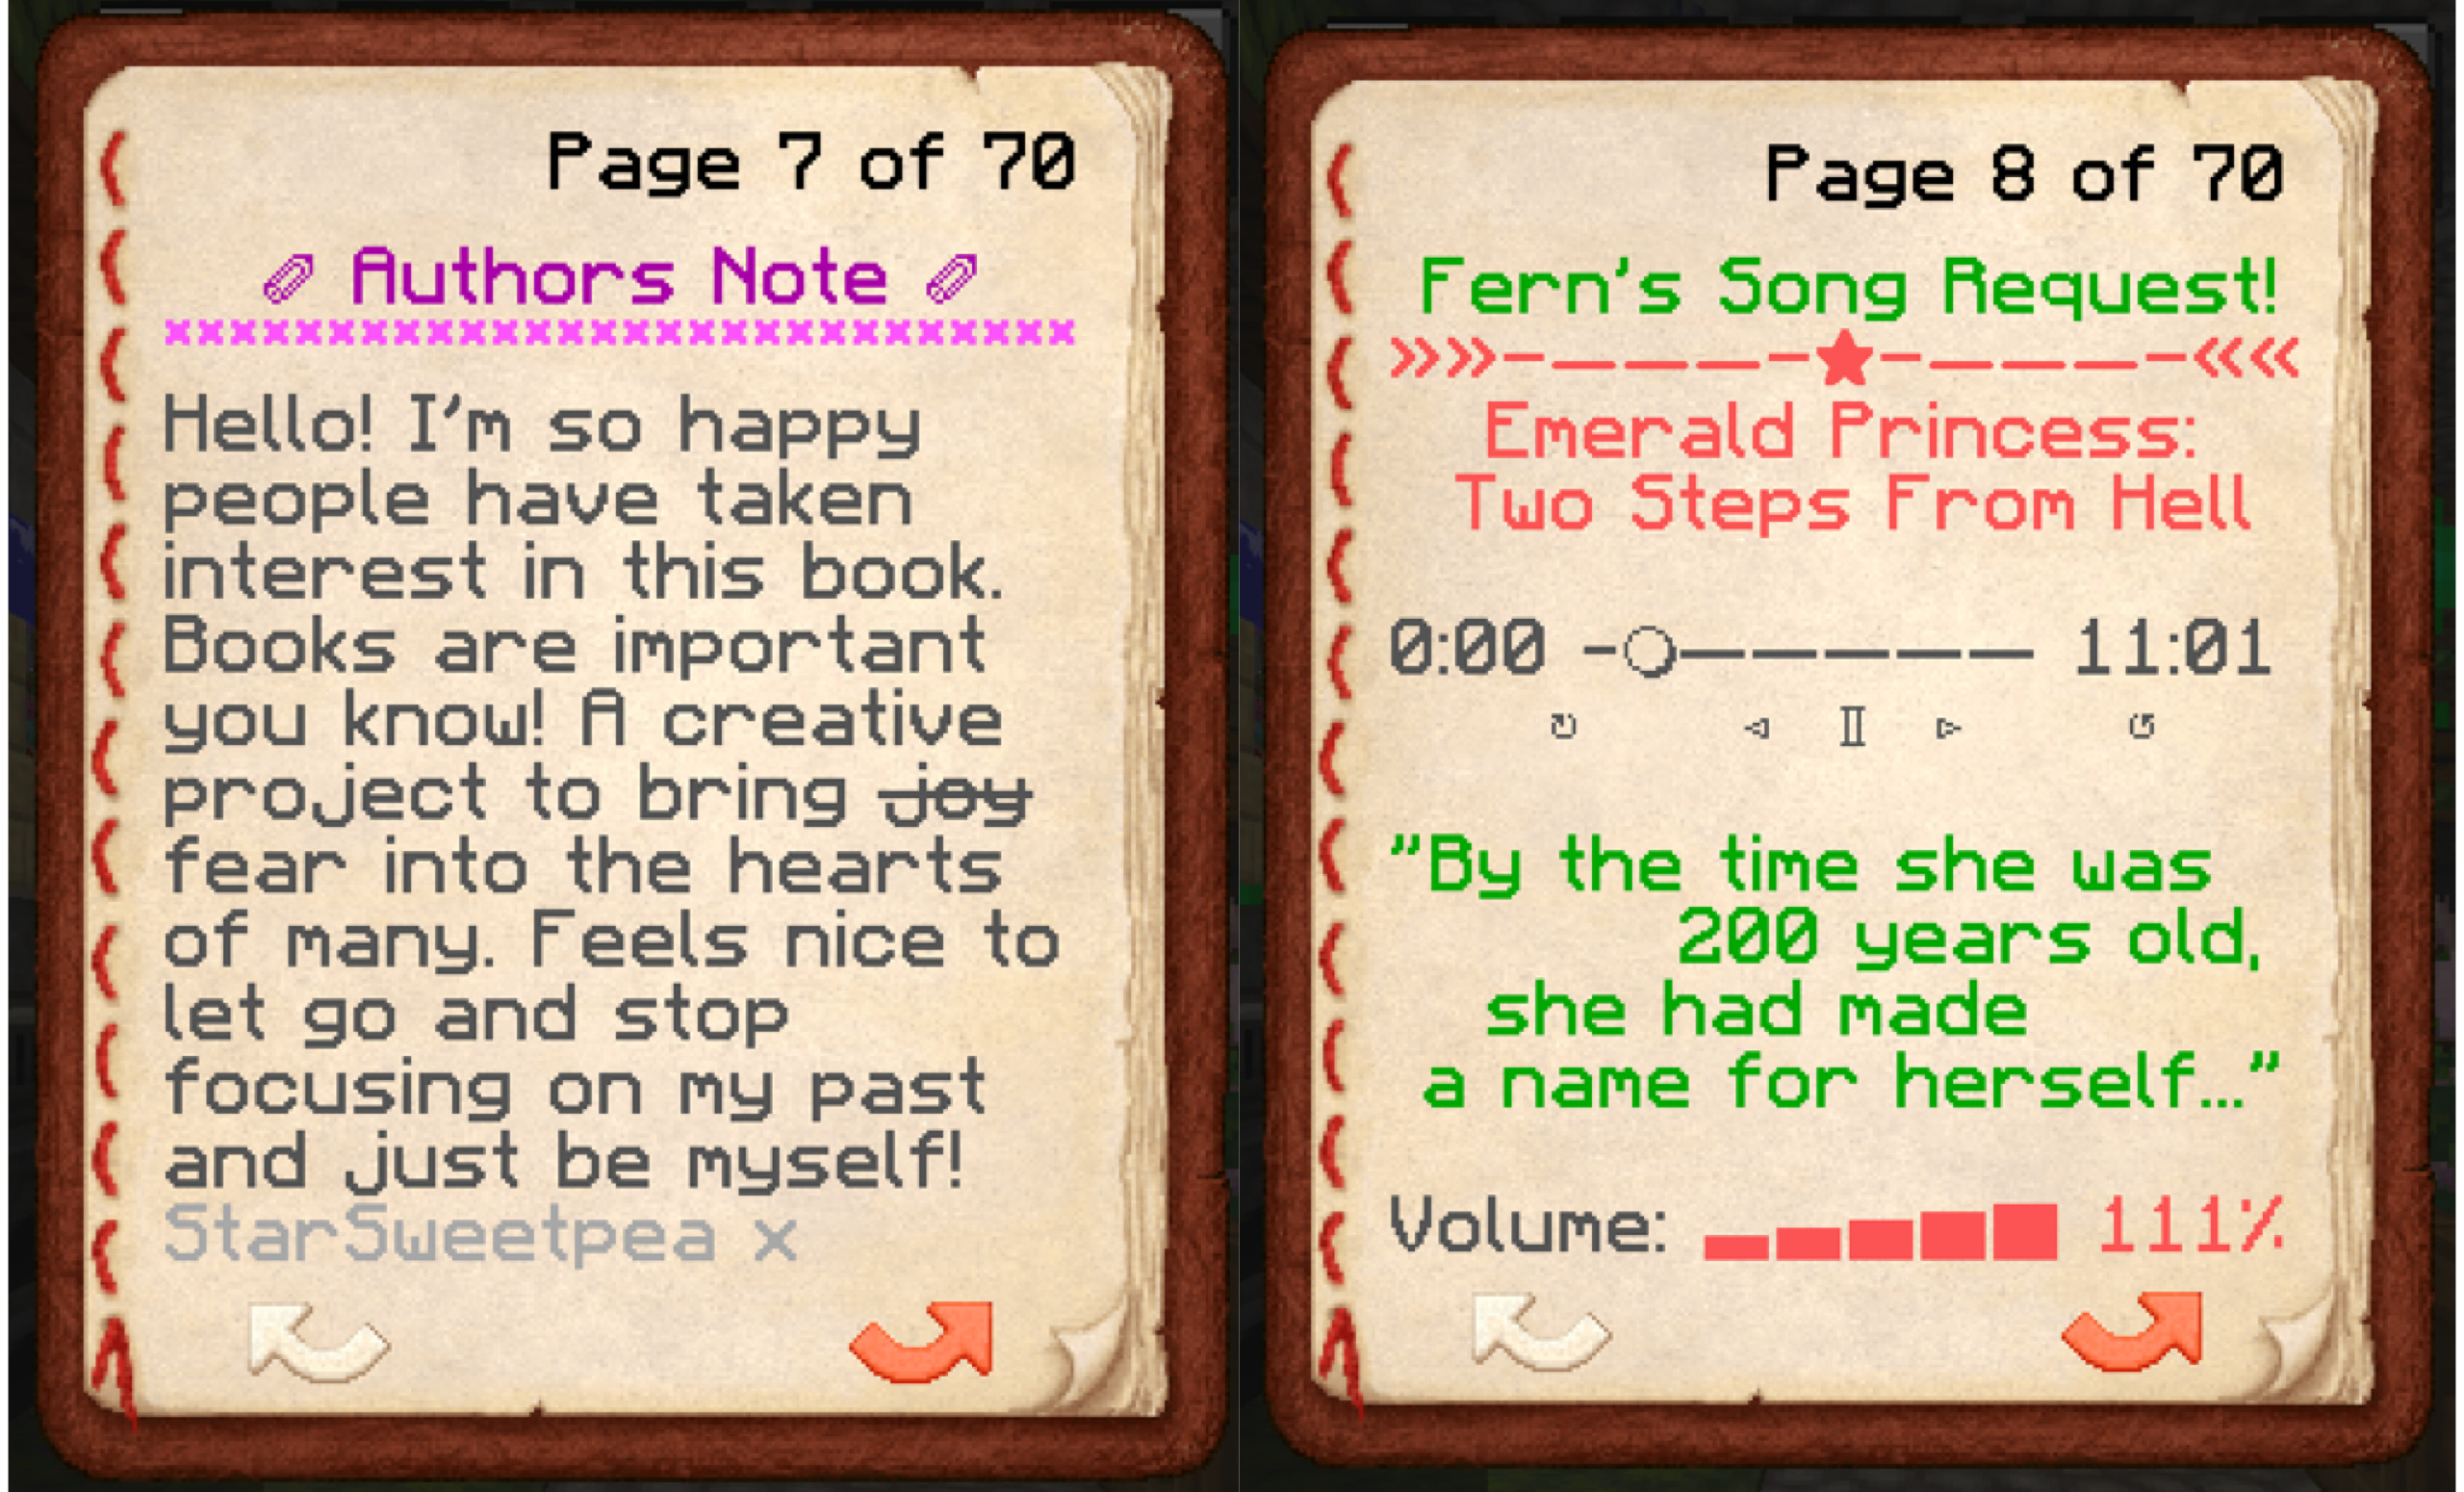 Page 7 of 70
✎ Authors Note ✎
××××××××××××××××××××××××××××
Hello! I'm so happy
people have taken
interest in this book.
Books are important
you know! A creative
project to bring joy
fear into the hearts
of many. Feels nice to
let go and stop
focusing on my past
and just be myself!
StarSweetpea x
Page 8 of 70
Fern's Song Request!
»»»-———-★-———-«««
Emerald Princess:
Two Steps From Hell
0:00 -○————— 11:01
↻ ◁ II ▷ ↺
"By the time she was
200 years old,
she had made
a name for herself..."
Volume: ▂▃▄▅▆ 111%